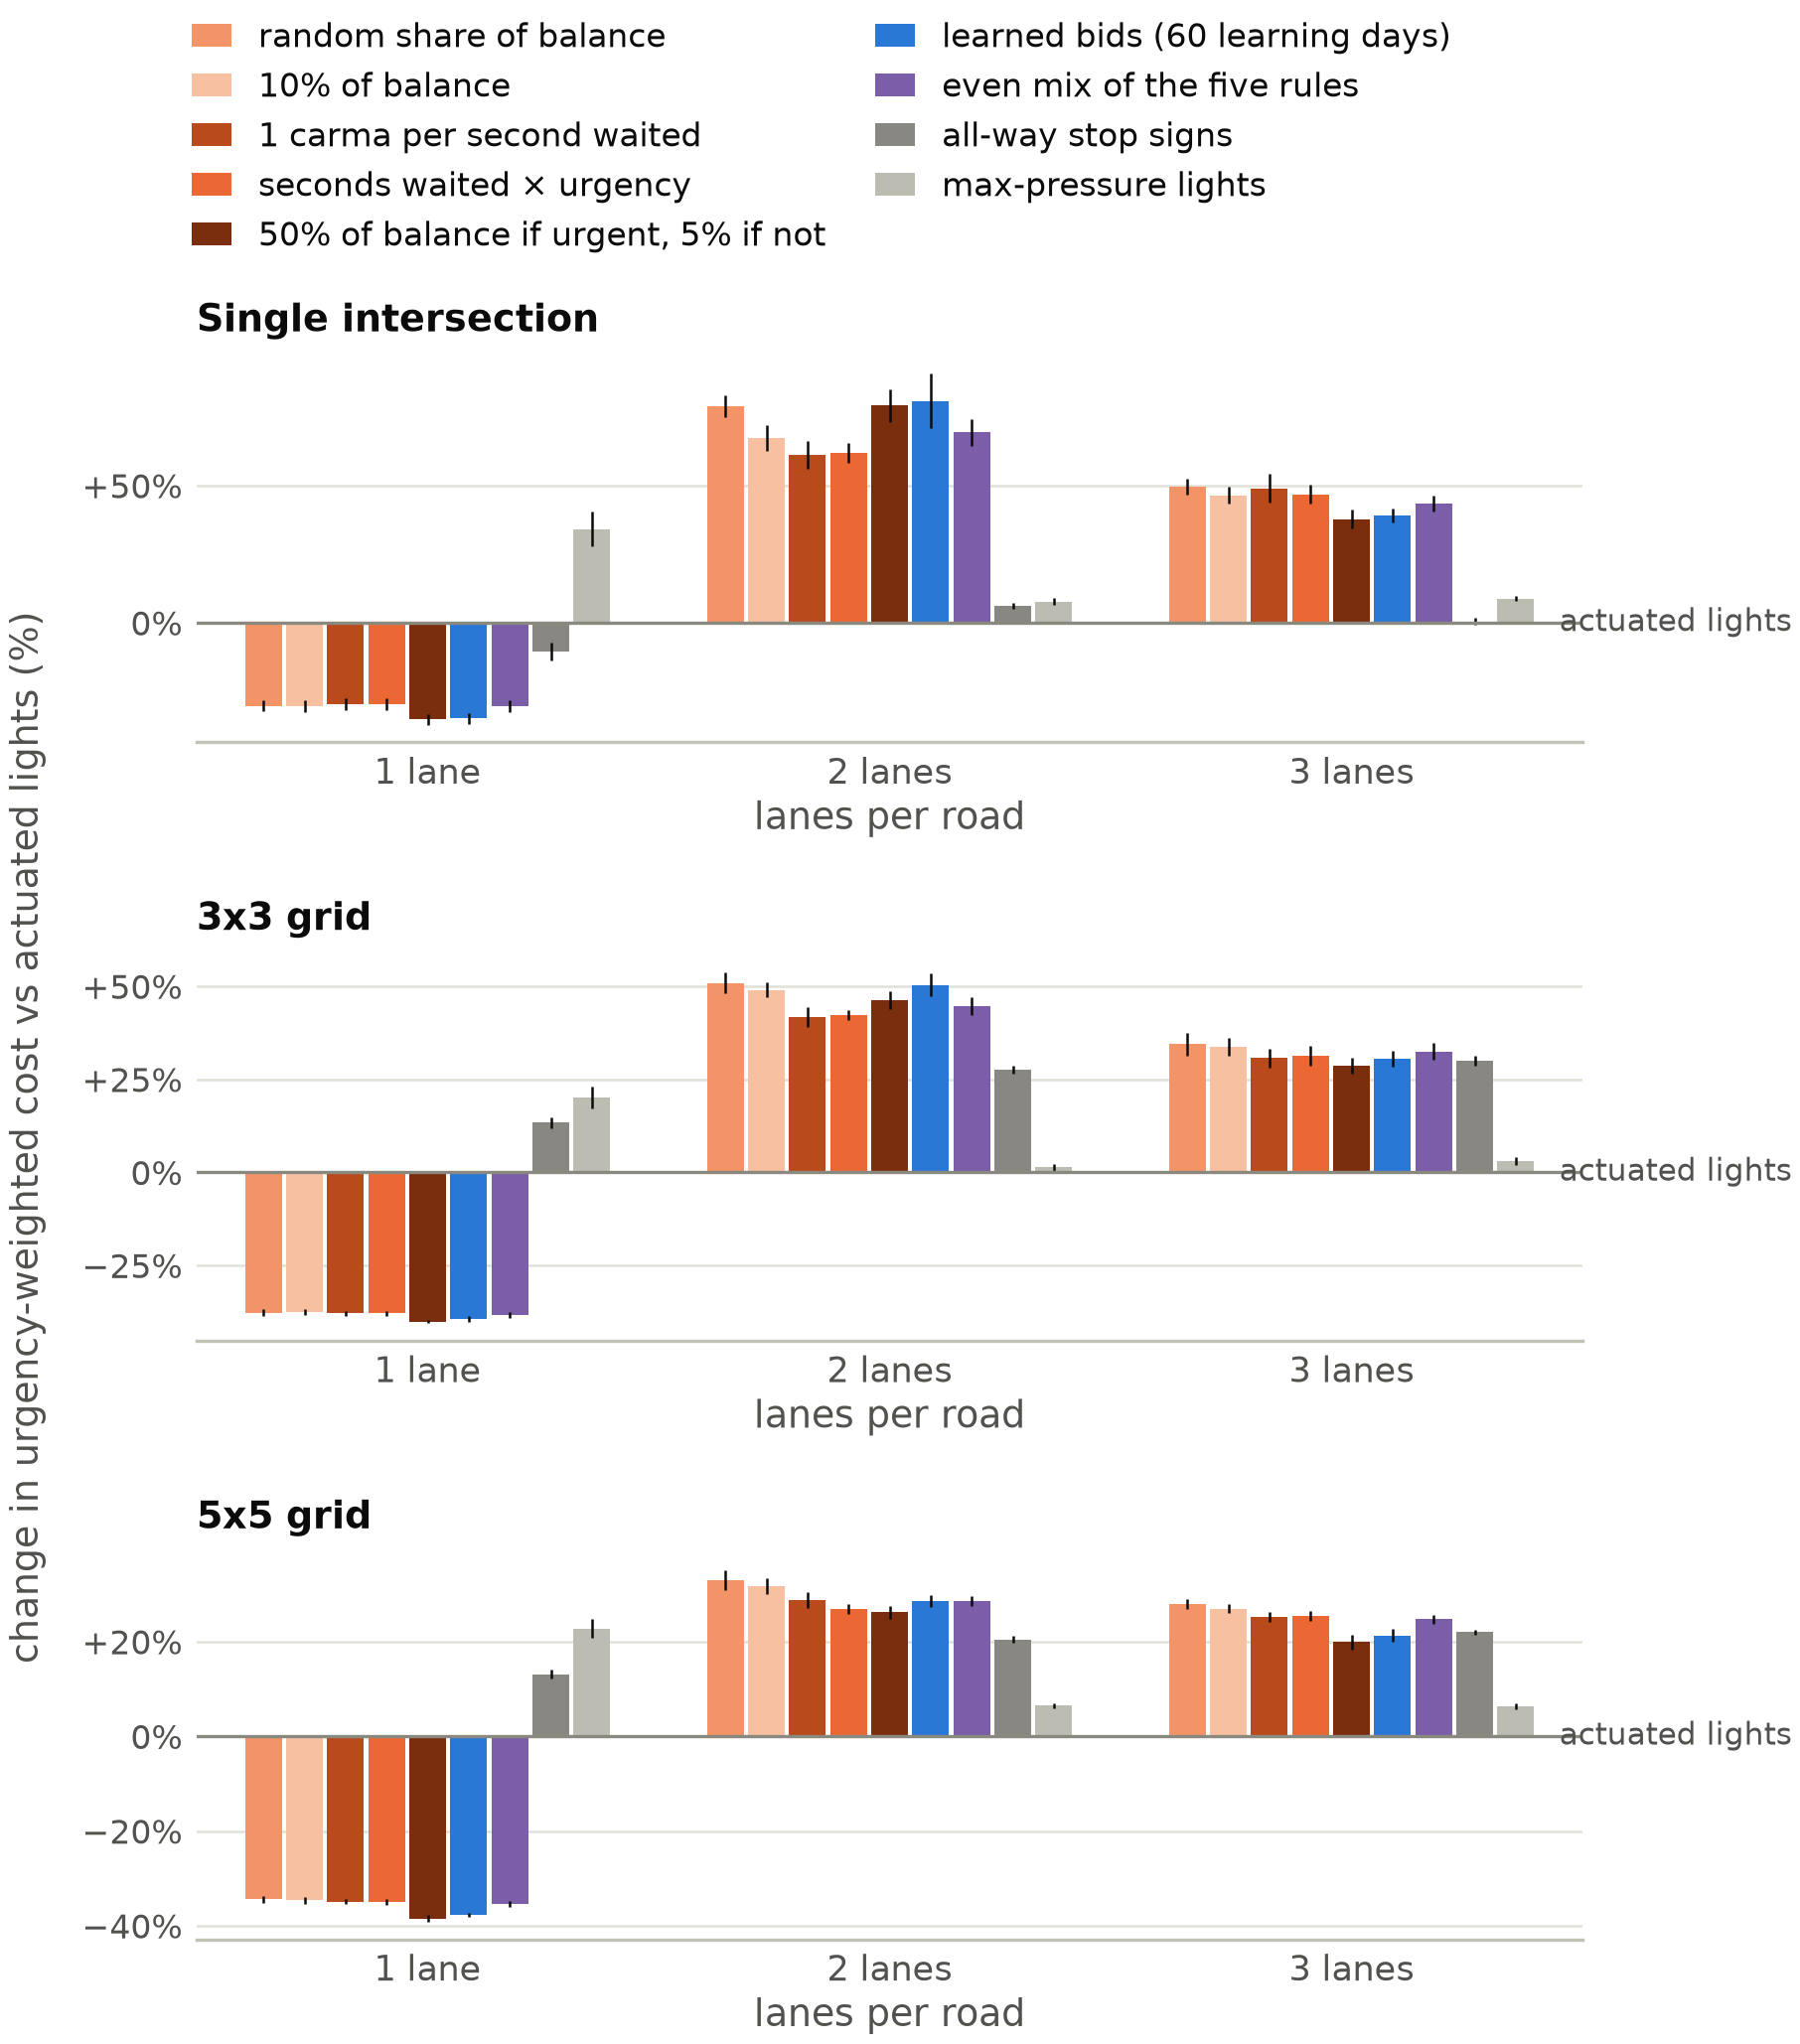 random share of balance
10% of balance
1 carma per second waited
seconds waited × urgency
50% of balance if urgent, 5% if not
learned bids (60 learning days)
even mix of the five rules
all-way stop signs
max-pressure lights
change in urgency-weighted cost vs actuated lights (%)
Single intersection
+50%
0%
actuated lights
1 lane
2 lanes
3 lanes
lanes per road
3x3 grid
+50%
+25%
0%
actuated lights
−25%
1 lane
2 lanes
3 lanes
lanes per road
5x5 grid
+20%
0%
actuated lights
−20%
−40%
1 lane
2 lanes
3 lanes
lanes per road